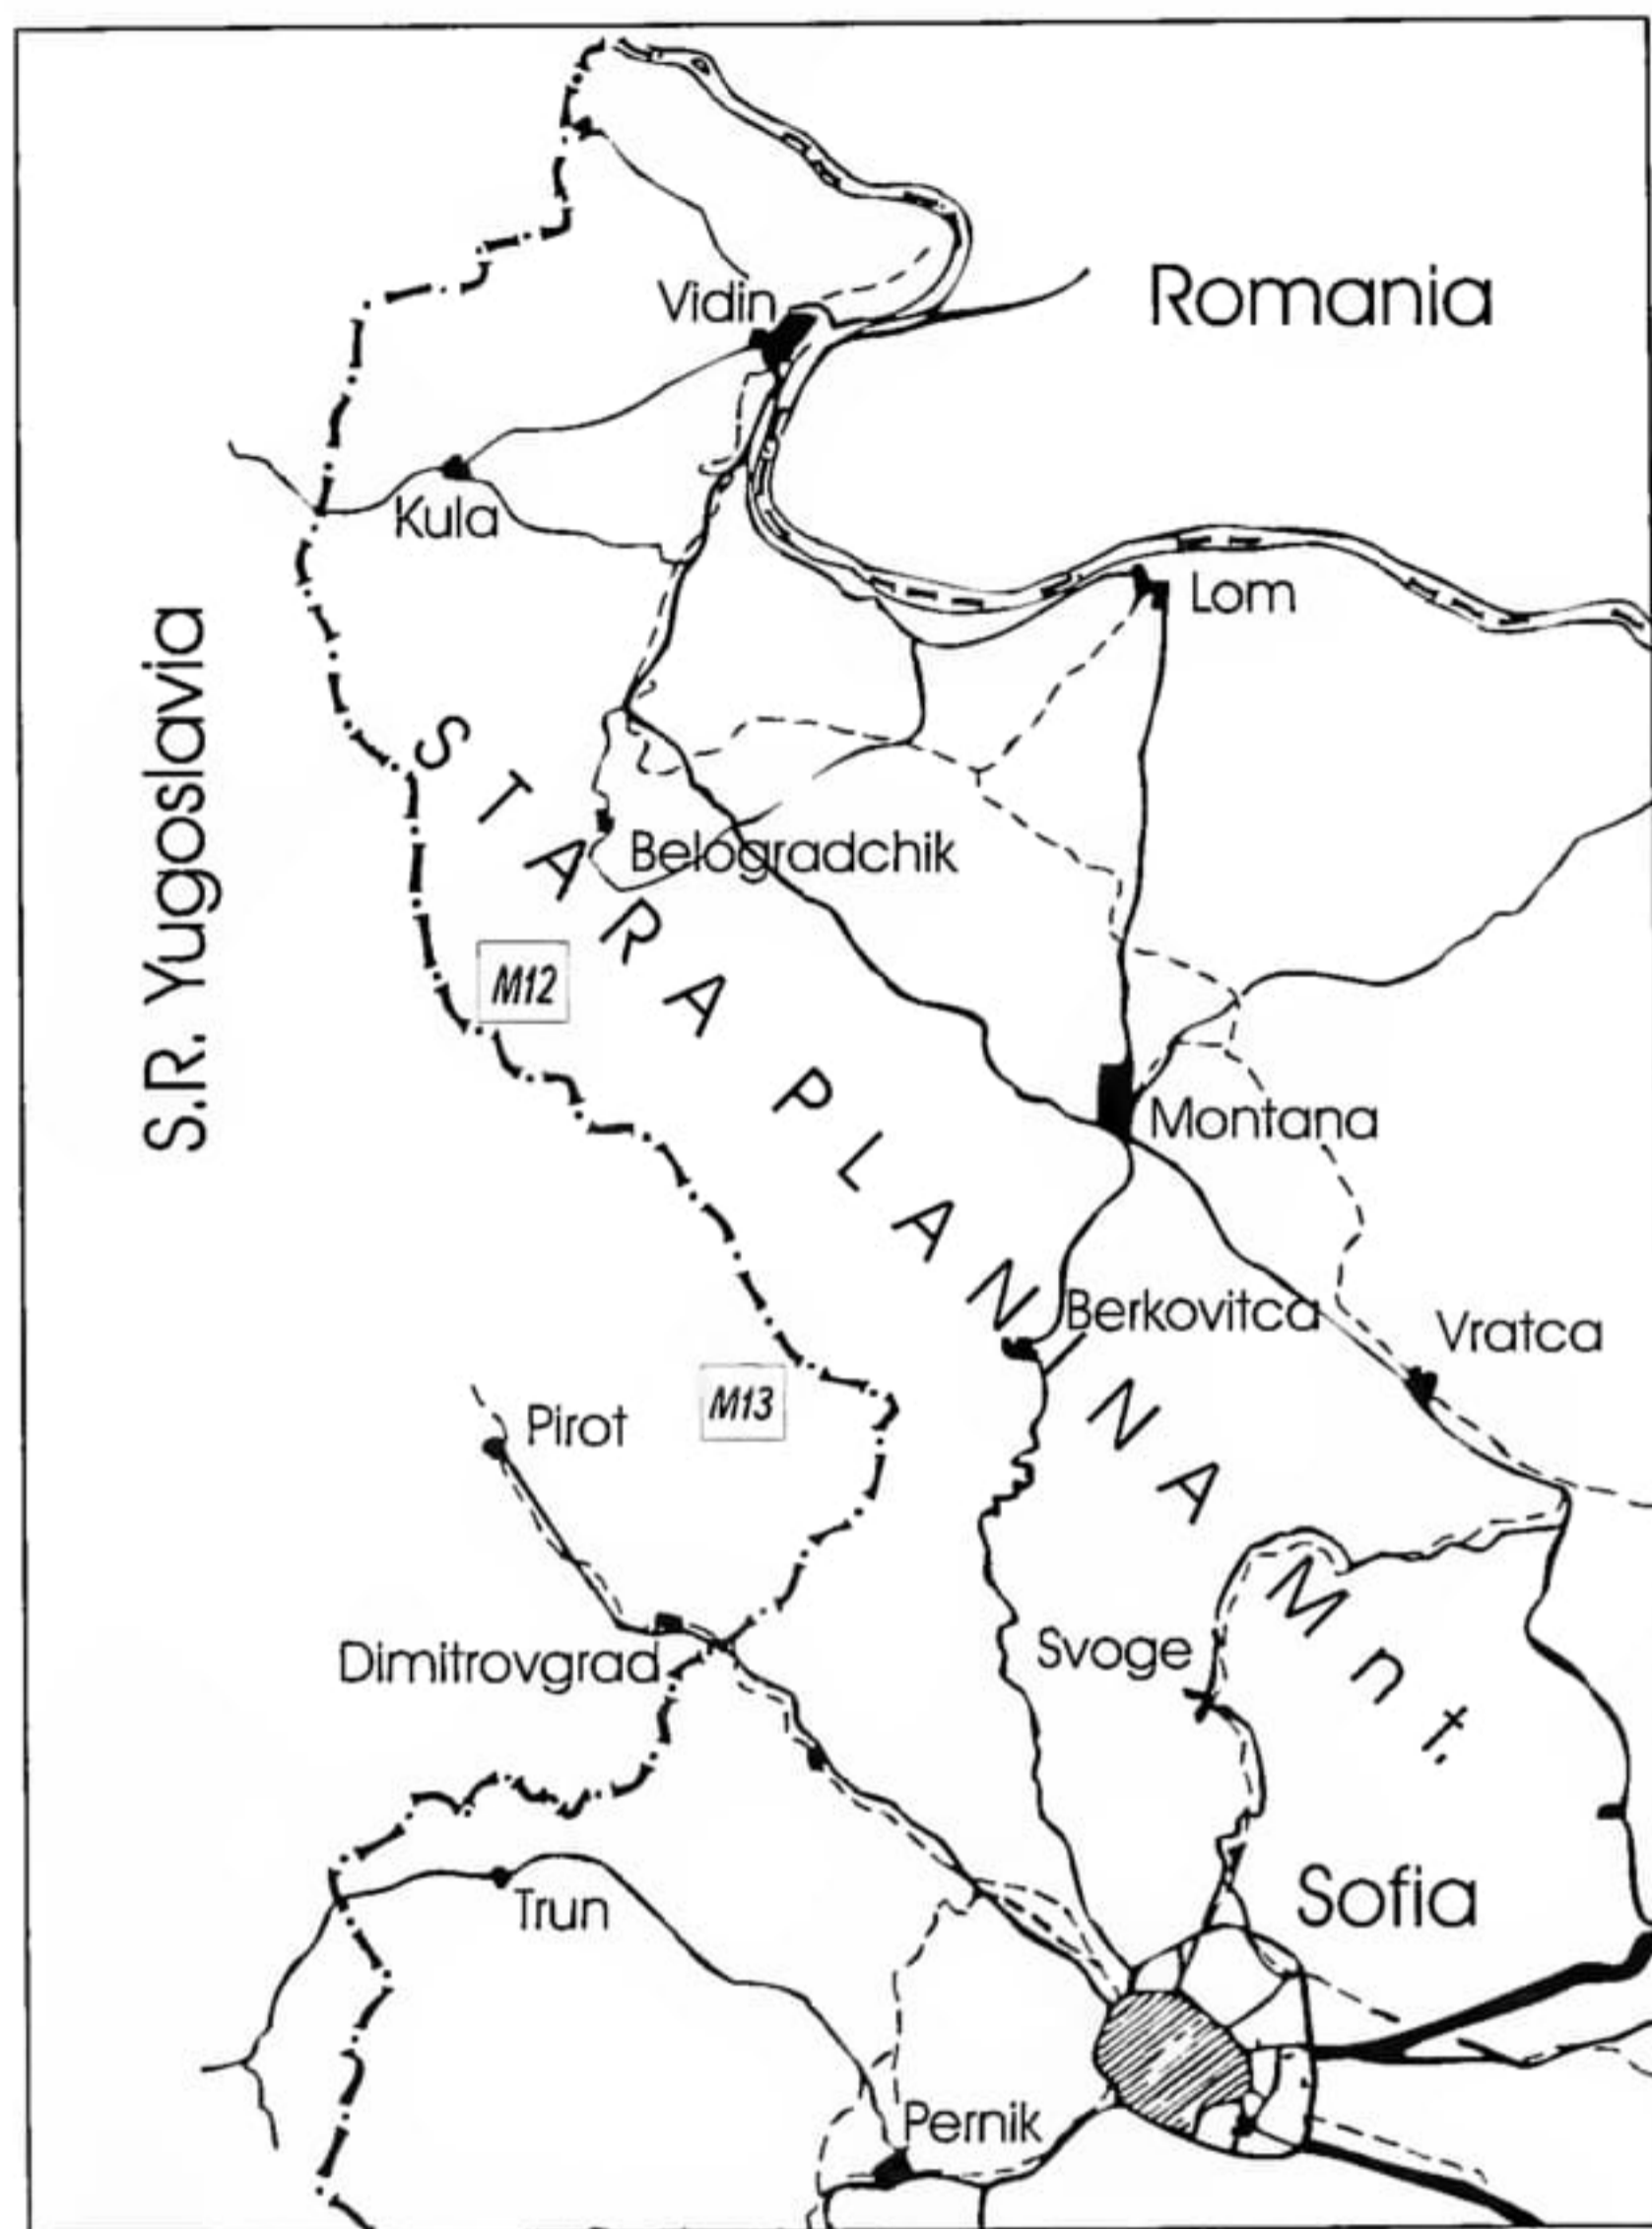 Vidin
Romania
Kula
Lom
S.R. Yugoslavia
STARA PLANINA Mnt.
Belogradchik
M12
Montana
Berkovitca
Vratca
M13
Pirot
Dimitrovgrad
Svoge
Sofia
Trun
Pernik